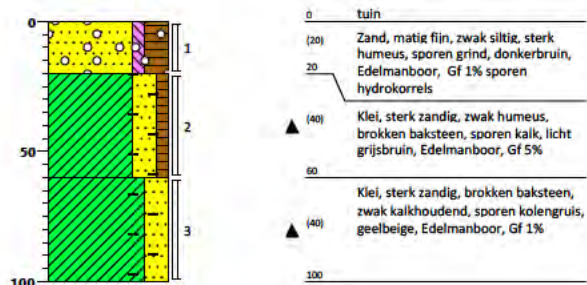 0
50
100
1
2
3
0 tuin
(20) Zand, matig fijn, zwak siltig, sterk
humeus, sporen grind, donkerbruin,
20 Edelmanboor, Gf 1% sporen
hydrokorrels
(40) Klei, sterk zandig, zwak humeus,
brokken baksteen, sporen kalk, licht
grijsbruin, Edelmanboor, Gf 5%
60
Klei, sterk zandig, brokken baksteen,
(40) zwak kalkhoudend, sporen kolengruis,
geelbeige, Edelmanboor, Gf 1%
100